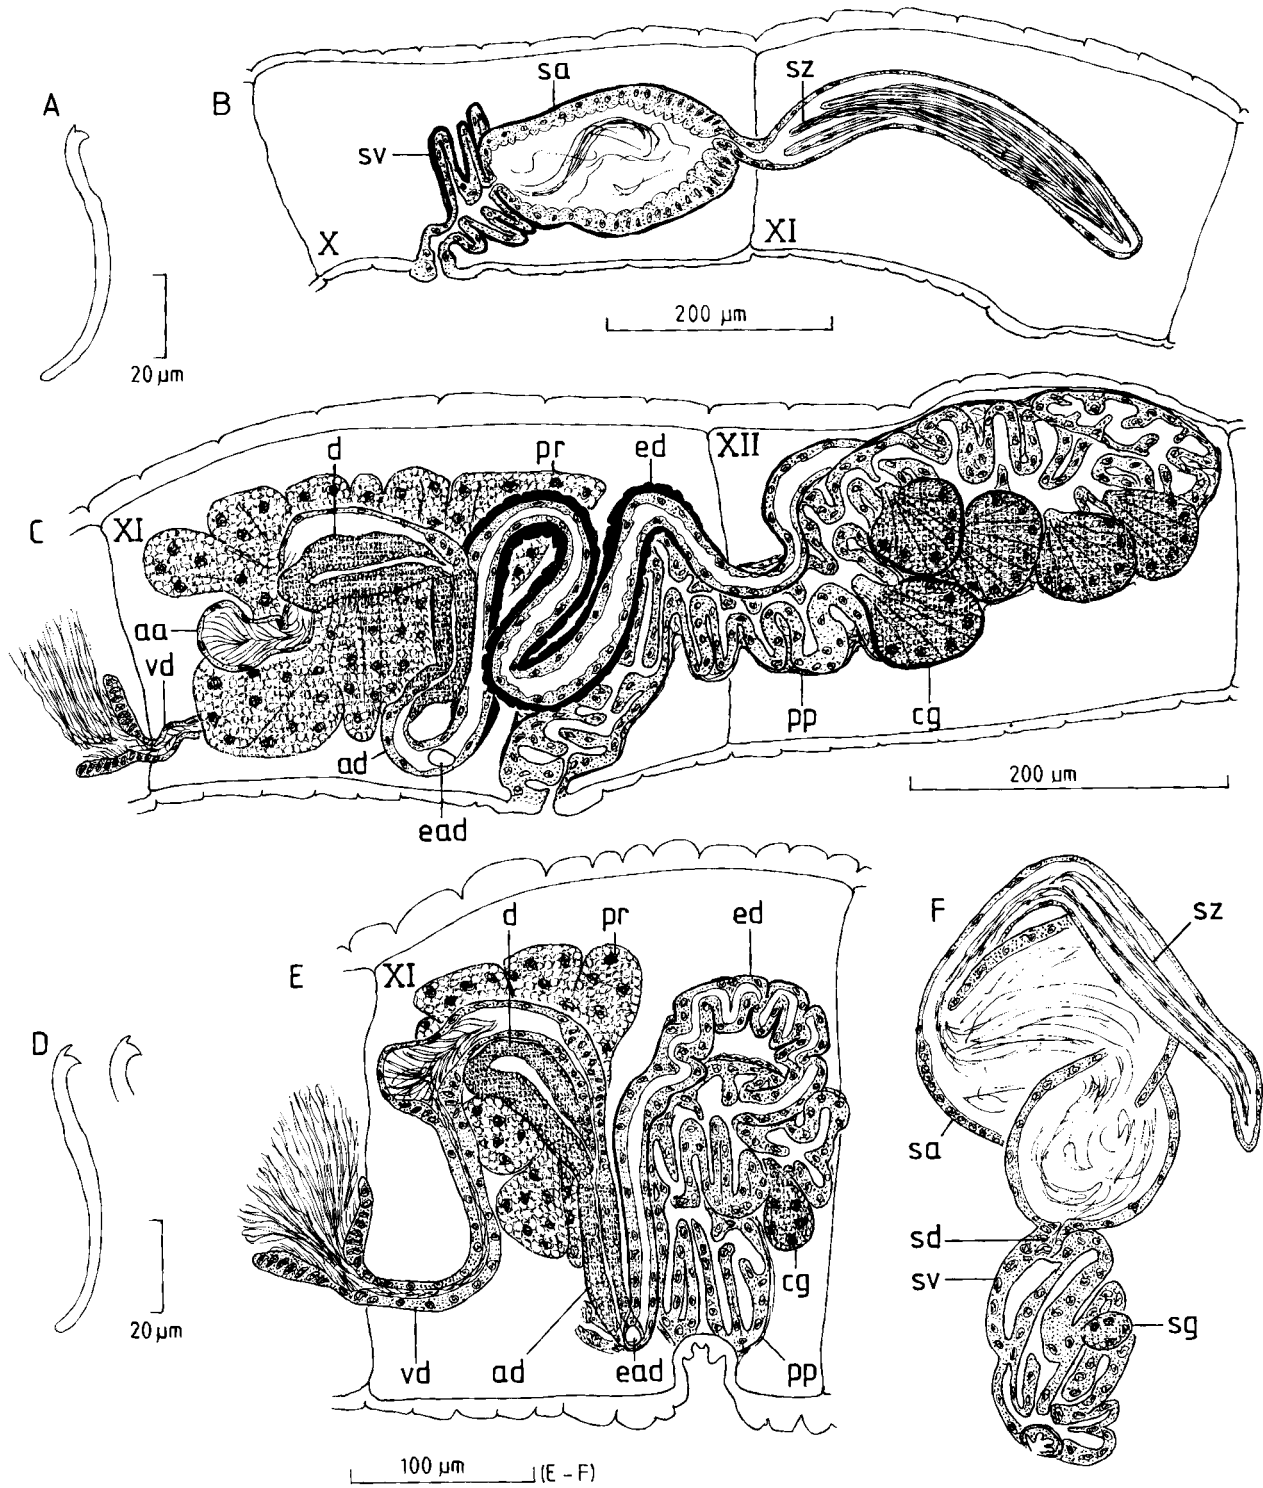 A
B
sa
sz
sv
X
XI
20 µm
200 µm
C
XI
d
pr
ed
XII
aa
vd
ad
ead
pp
cg
200 µm
D
20 µm
E
XI
d
pr
ed
vd
ad
ead
pp
cg
100 µm (E – F)
F
sz
sa
sd
sv
sg